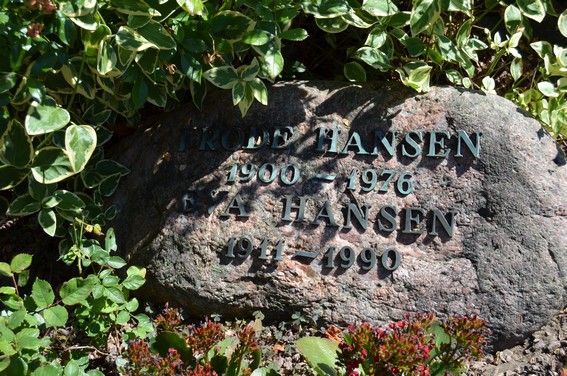 FRODE HANSEN
1900 – 1976
EVA HANSEN
1911 – 1990